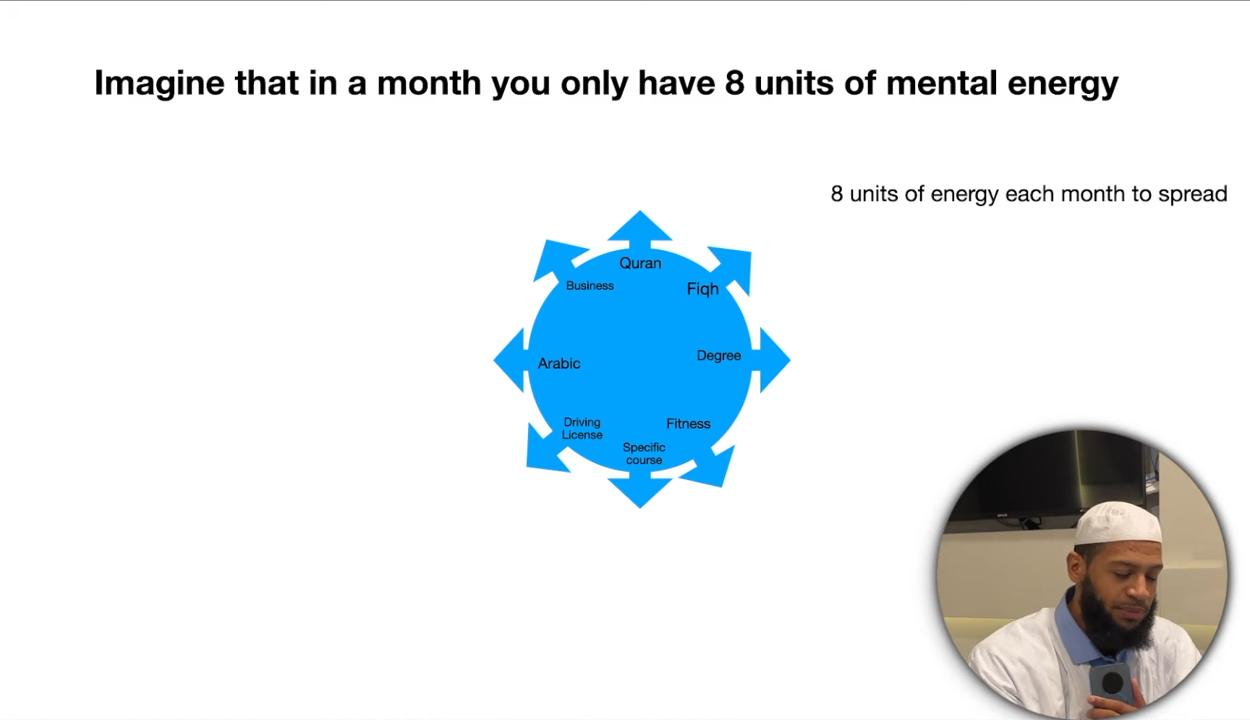 Imagine that in a month you only have 8 units of mental energy
8 units of energy each month to spread
Quran
Business
Fiqh
Degree
Arabic
Driving
License
Fitness
Specific
course